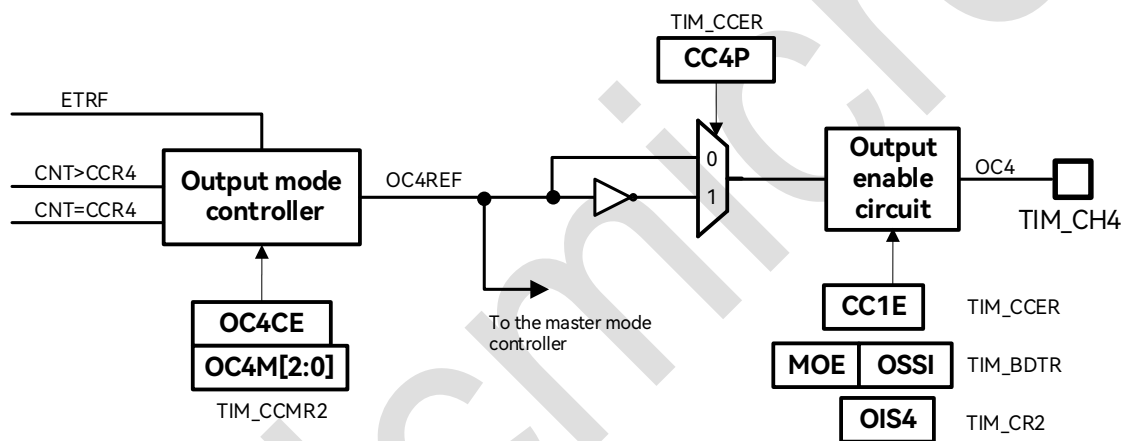 TIM_CCER
CC4P
ETRF
CNT>CCR4
CNT=CCR4
Output mode
controller
OC4REF
0
1
Output
enable
circuit
OC4
TIM_CH4
To the master mode
controller
OC4CE
OC4M[2:0]
TIM_CCMR2
CC1E
TIM_CCER
MOE
OSSI
TIM_BDTR
OIS4
TIM_CR2